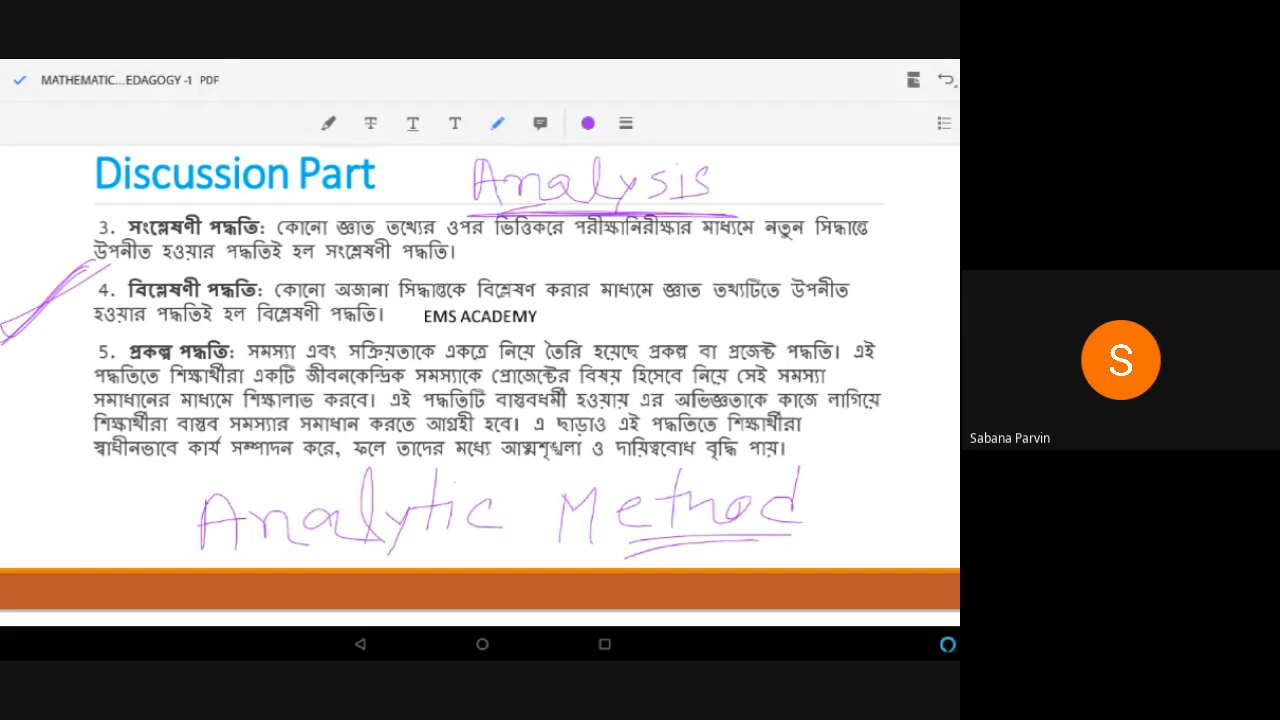 MATHEMATIC...EDAGOGY -1 PDF
Discussion Part Analysis
3. সংশ্লেষণী পদ্ধতি: কোনো জ্ঞাত তথ্যের ওপর ভিত্তিকরে পরীক্ষানিরীক্ষার মাধ্যমে নতুন সিদ্ধান্তে
উপনীত হওয়ার পদ্ধতিই হল সংশ্লেষণী পদ্ধতি।
4. বিশ্লেষণী পদ্ধতি: কোনো অজানা সিদ্ধান্তকে বিশ্লেষণ করার মাধ্যমে জ্ঞাত তথ্যটিতে উপনীত
হওয়ার পদ্ধতিই হল বিশ্লেষণী পদ্ধতি। EMS ACADEMY
5. প্রকল্প পদ্ধতি: সমস্যা এবং সক্রিয়তাকে একত্রে নিয়ে তৈরি হয়েছে প্রকল্প বা প্রজেক্ট পদ্ধতি। এই
পদ্ধতিতে শিক্ষার্থীরা একটি জীবনকেন্দ্রিক সমস্যাকে প্রোজেক্টের বিষয় হিসেবে নিয়ে সেই সমস্যা
সমাধানের মাধ্যমে শিক্ষালাভ করবে। এই পদ্ধতিটি বাস্তবধর্মী হওয়ায় এর অভিজ্ঞতাকে কাজে লাগিয়ে
শিক্ষার্থীরা বাস্তব সমস্যার সমাধান করতে আগ্রহী হবে। এ ছাড়াও এই পদ্ধতিতে শিক্ষার্থীরা
স্বাধীনভাবে কার্য সম্পাদন করে, ফলে তাদের মধ্যে আত্মশৃঙ্খলা ও দায়িত্ববোধ বৃদ্ধি পায়।
Analytic Method
S
Sabana Parvin